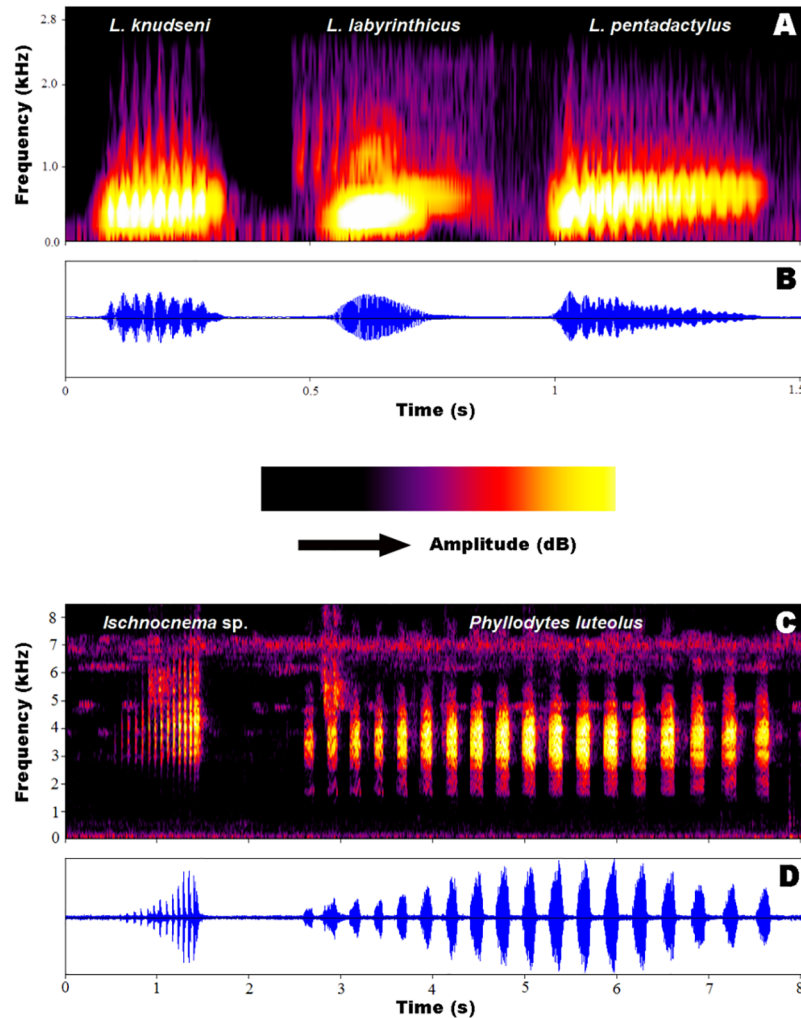 L. knudseni L. labyrinthicus L. pentadactylus A
2.8
2.0
1.0
0.0
Frequency (kHz)
B
0 0.5 1 1.5
Time (s)
Amplitude (dB)
Ischnocnema sp. Phyllodytes luteolus C
8
7
6
5
4
3
2
1
0
Frequency (kHz)
D
0 1 2 3 4 5 6 7 8
Time (s)